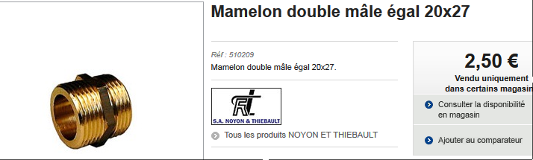 Mamelon double mâle égal 20x27
Réf : 510209
Mamelon double mâle égal 20x27.
2,50 €
Vendu uniquement
dans certains magasin
S.A. NOYON & THIEBAULT
Consulter la disponibilité
en magasin
Tous les produits NOYON ET THIEBAULT
Ajouter au comparateur